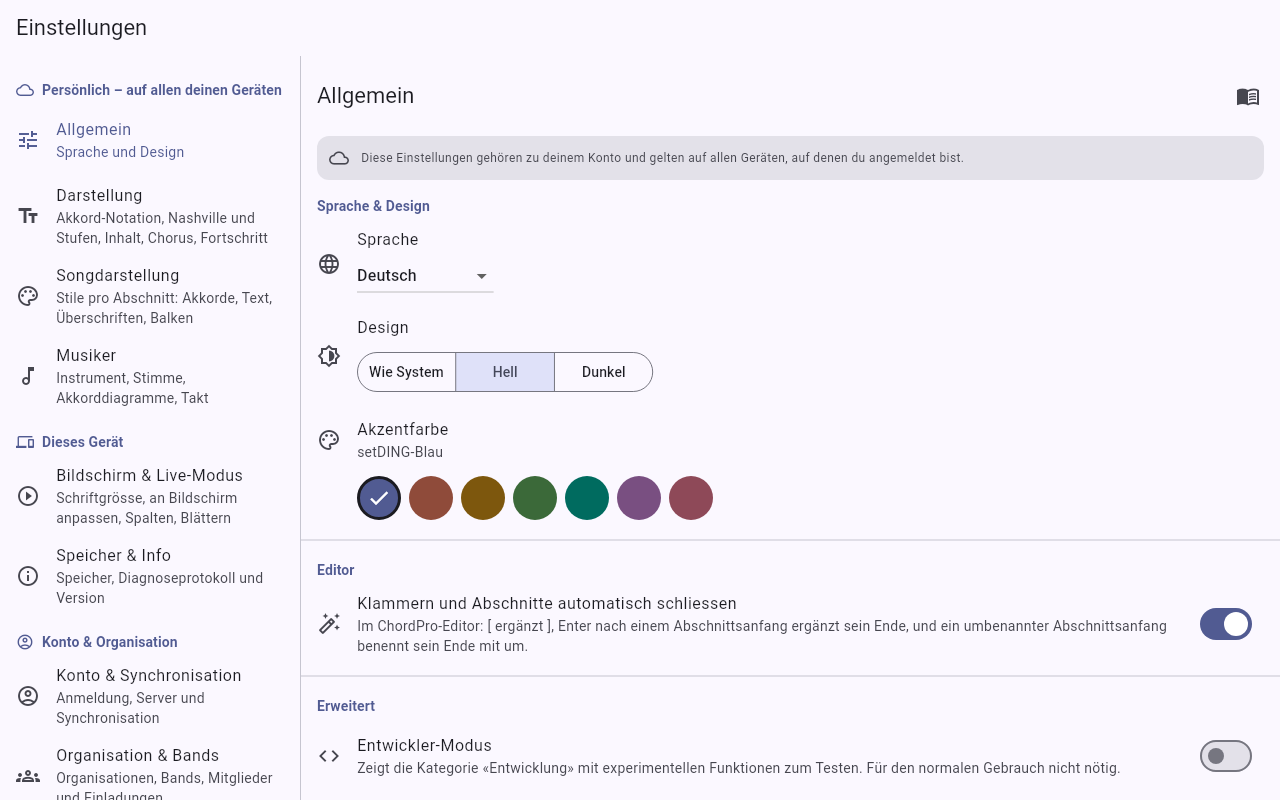 Einstellungen
Persönlich – auf allen deinen Geräten
Allgemein
Sprache und Design
Darstellung
Akkord-Notation, Nashville und
Stufen, Inhalt, Chorus, Fortschritt
Songdarstellung
Stile pro Abschnitt: Akkorde, Text,
Überschriften, Balken
Musiker
Instrument, Stimme,
Akkorddiagramme, Takt
Dieses Gerät
Bildschirm & Live-Modus
Schriftgrösse, an Bildschirm
anpassen, Spalten, Blättern
Speicher & Info
Speicher, Diagnoseprotokoll und
Version
Konto & Organisation
Konto & Synchronisation
Anmeldung, Server und
Synchronisation
Organisation & Bands
Organisationen, Bands, Mitglieder
und Einladungen
Allgemein
Diese Einstellungen gehören zu deinem Konto und gelten auf allen Geräten, auf denen du angemeldet bist.
Sprache & Design
Sprache
Deutsch
Design
Wie System
Hell
Dunkel
Akzentfarbe
setDING-Blau
Editor
Klammern und Abschnitte automatisch schliessen
Im ChordPro-Editor: [ ergänzt ], Enter nach einem Abschnittsanfang ergänzt sein Ende, und ein umbenannter Abschnittsanfang
benennt sein Ende mit um.
Erweitert
Entwickler-Modus
Zeigt die Kategorie «Entwicklung» mit experimentellen Funktionen zum Testen. Für den normalen Gebrauch nicht nötig.